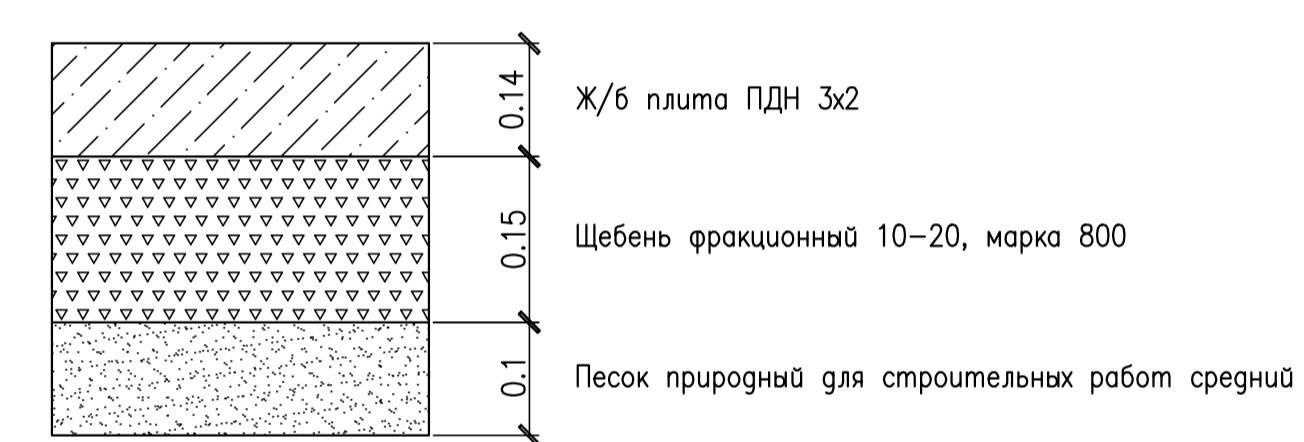 0.14
Ж/б плита ПДН 3х2
0.15
Щебень фракционный 10-20, марка 800
0.1
Песок природный для строительных работ средний